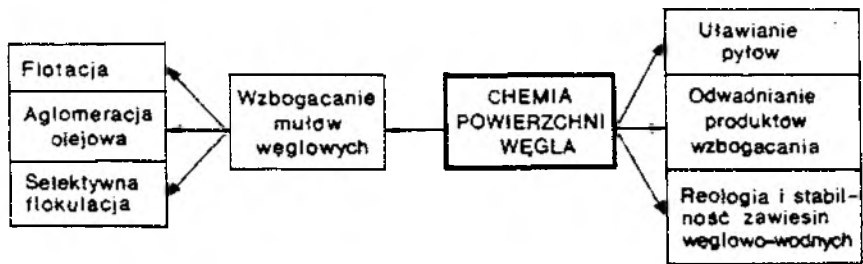 Flotacja
Aglomeracja
olejowa
Selektywna
flokulacja
Wzbogacanie
mułów
węglowych
CHEMIA
POWIERZCHNI
WĘGLA
Uławianie
pyłów
Odwadnianie
produktów
wzbogacania
Reologia i stabil-
ność zawiesin
węglowo-wodnych